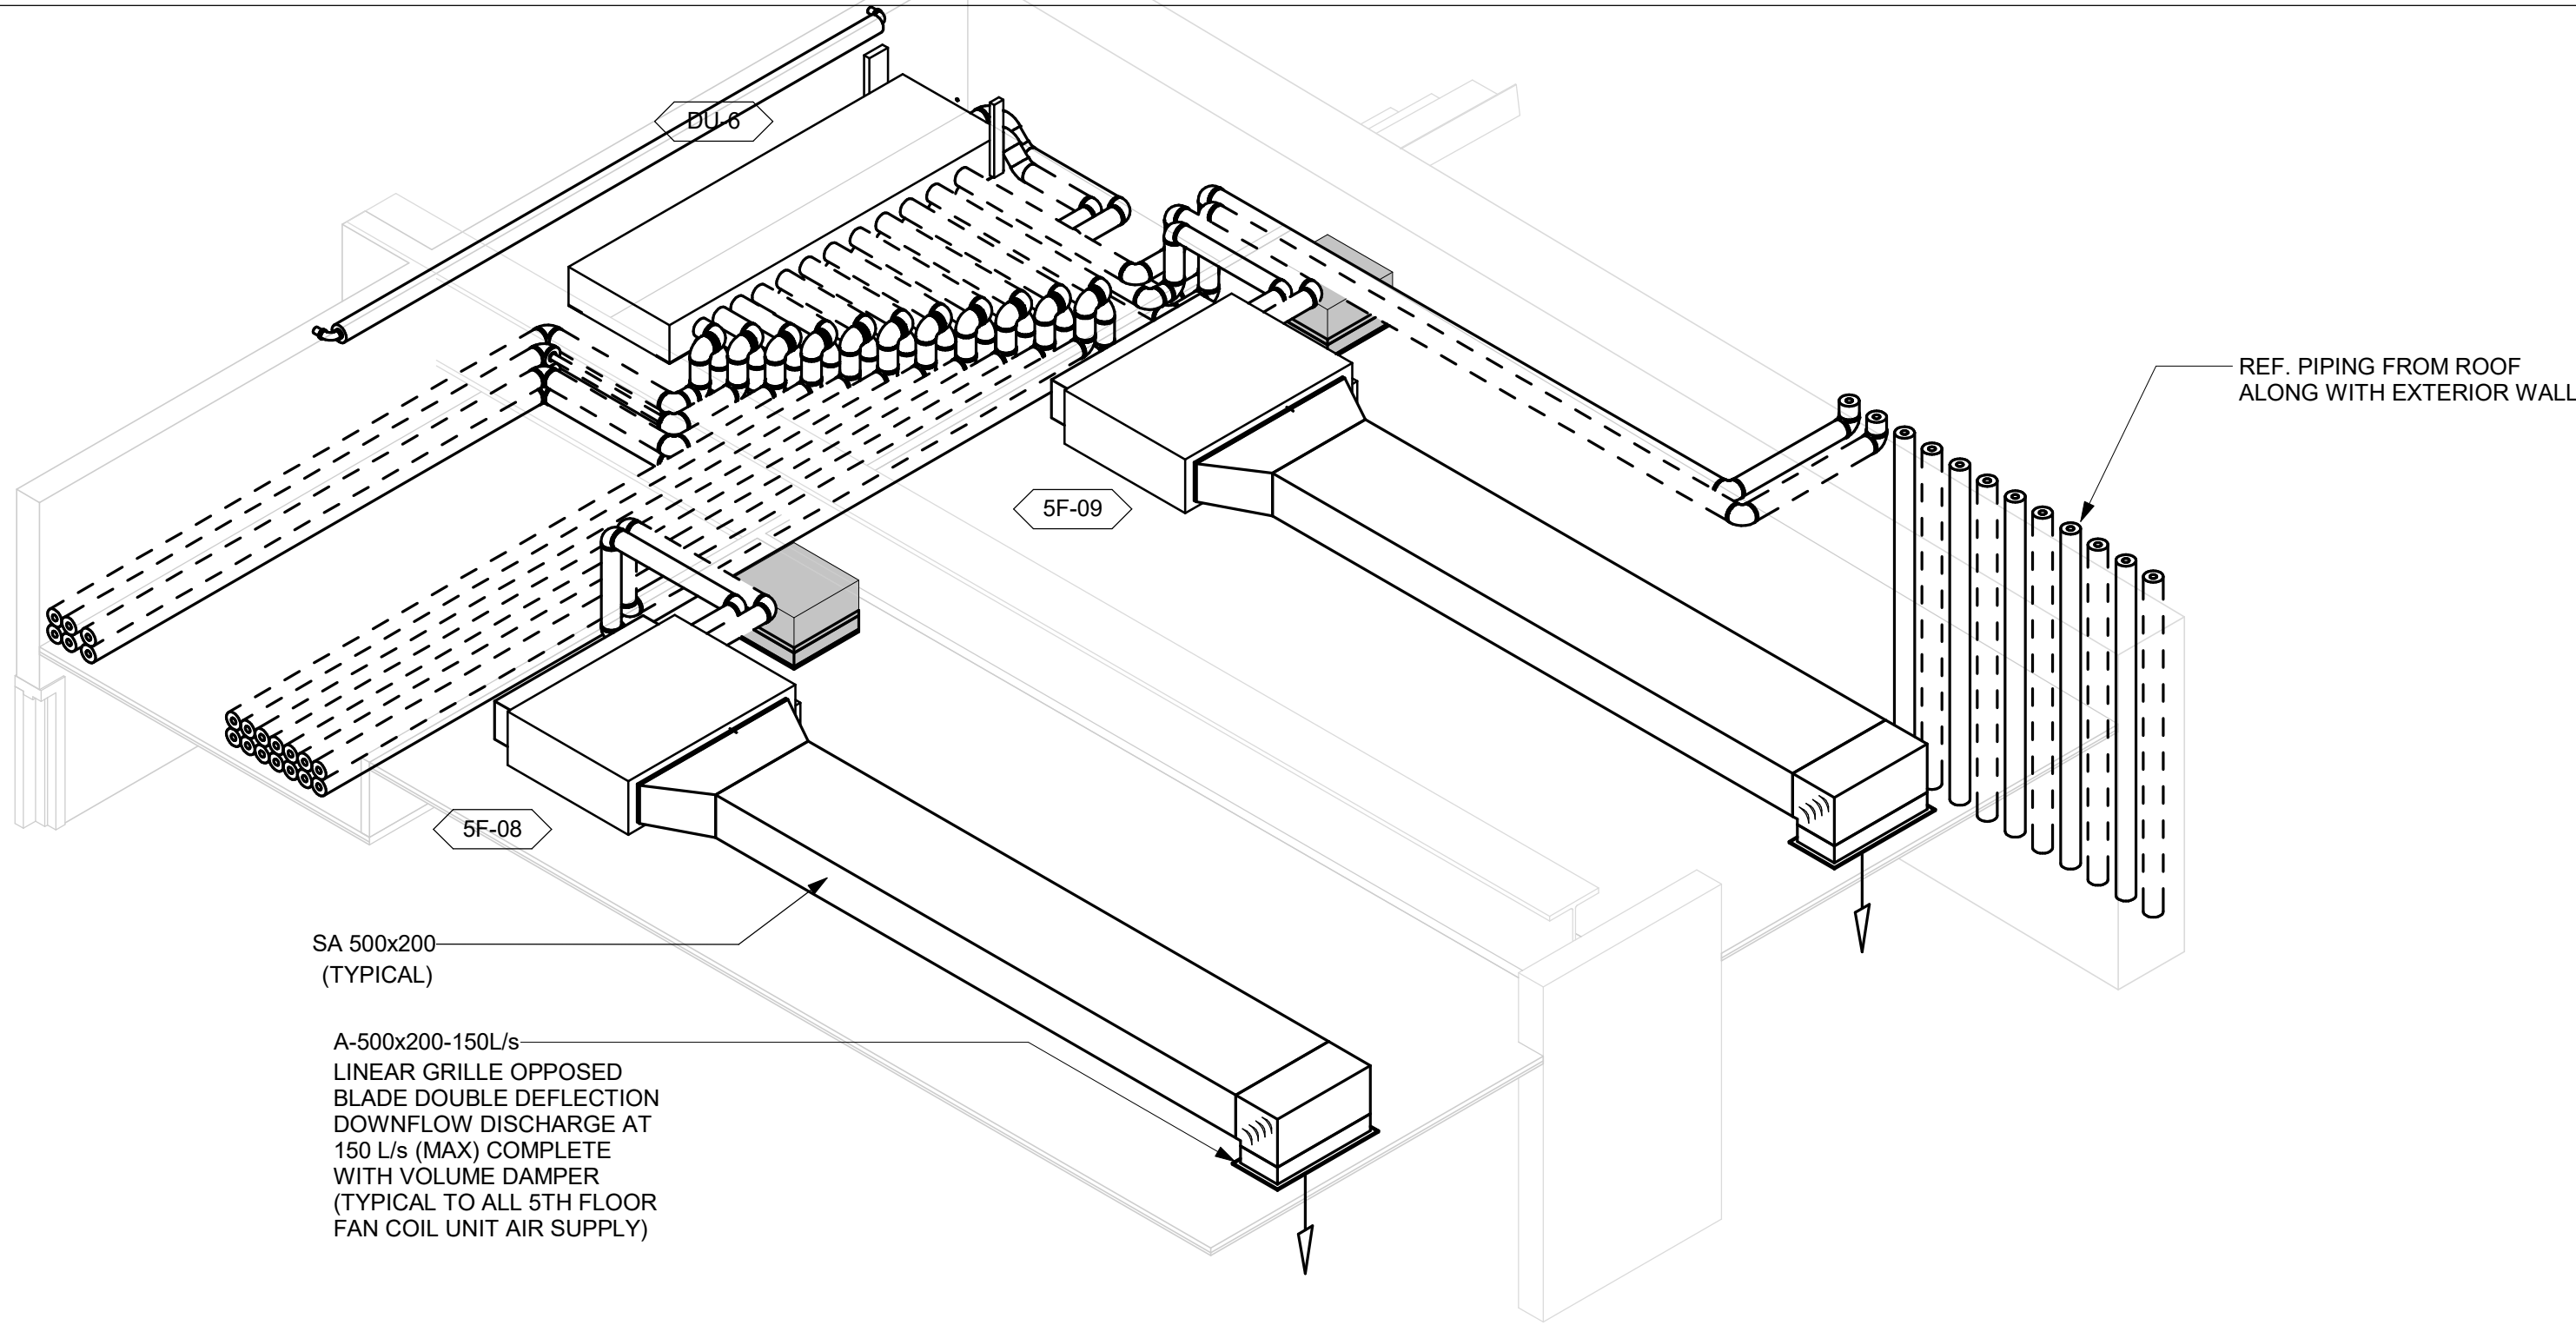 DU-6
REF. PIPING FROM ROOF
ALONG WITH EXTERIOR WALL
5F-09
5F-08
SA 500x200
(TYPICAL)
A-500x200-150L/s
LINEAR GRILLE OPPOSED
BLADE DOUBLE DEFLECTION
DOWNFLOW DISCHARGE AT
150 L/s (MAX) COMPLETE
WITH VOLUME DAMPER
(TYPICAL TO ALL 5TH FLOOR
FAN COIL UNIT AIR SUPPLY)